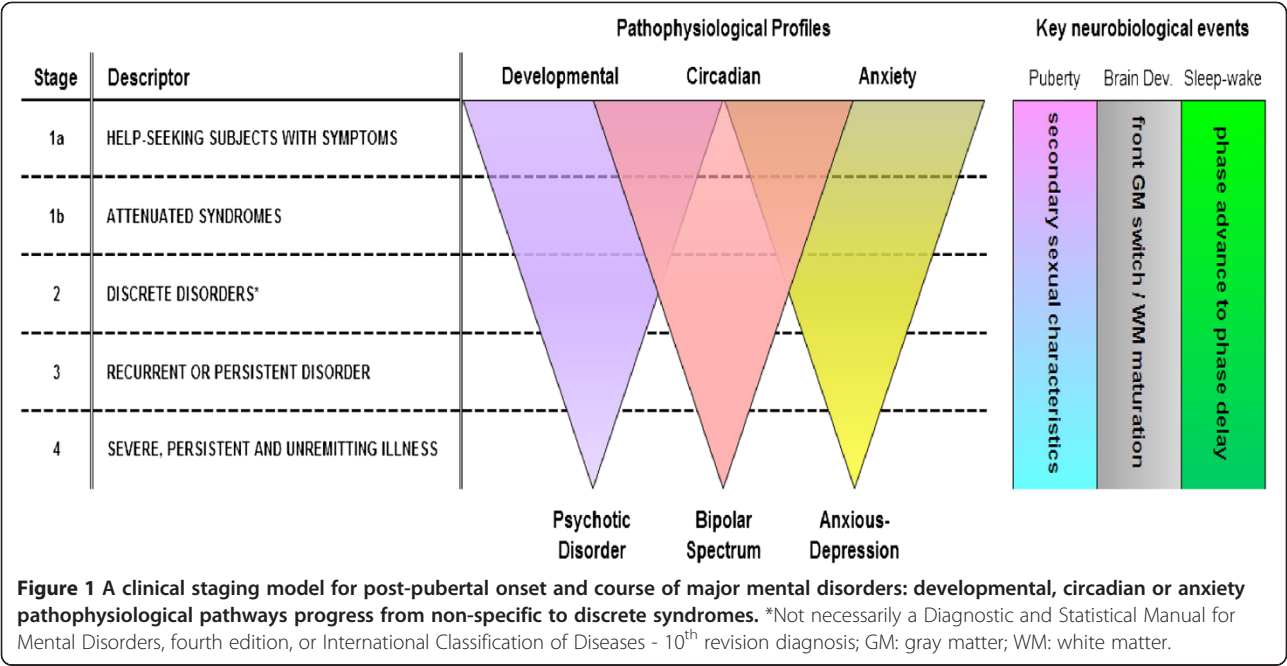 Pathophysiological Profiles
Key neurobiological events
Stage
Descriptor
Developmental
Circadian
Anxiety
Puberty
Brain Dev.
Sleep-wake
1a
HELP-SEEKING SUBJECTS WITH SYMPTOMS
1b
ATTENUATED SYNDROMES
2
DISCRETE DISORDERS*
3
RECURRENT OR PERSISTENT DISORDER
4
SEVERE, PERSISTENT AND UNREMITTING ILLNESS
secondary sexual characteristics
front GM switch / WM maturation
phase advance to phase delay
Psychotic
Disorder
Bipolar
Spectrum
Anxious-
Depression
Figure 1 A clinical staging model for post-pubertal onset and course of major mental disorders: developmental, circadian or anxiety
pathophysiological pathways progress from non-specific to discrete syndromes. *Not necessarily a Diagnostic and Statistical Manual for
Mental Disorders, fourth edition, or International Classification of Diseases - 10th revision diagnosis; GM: gray matter; WM: white matter.